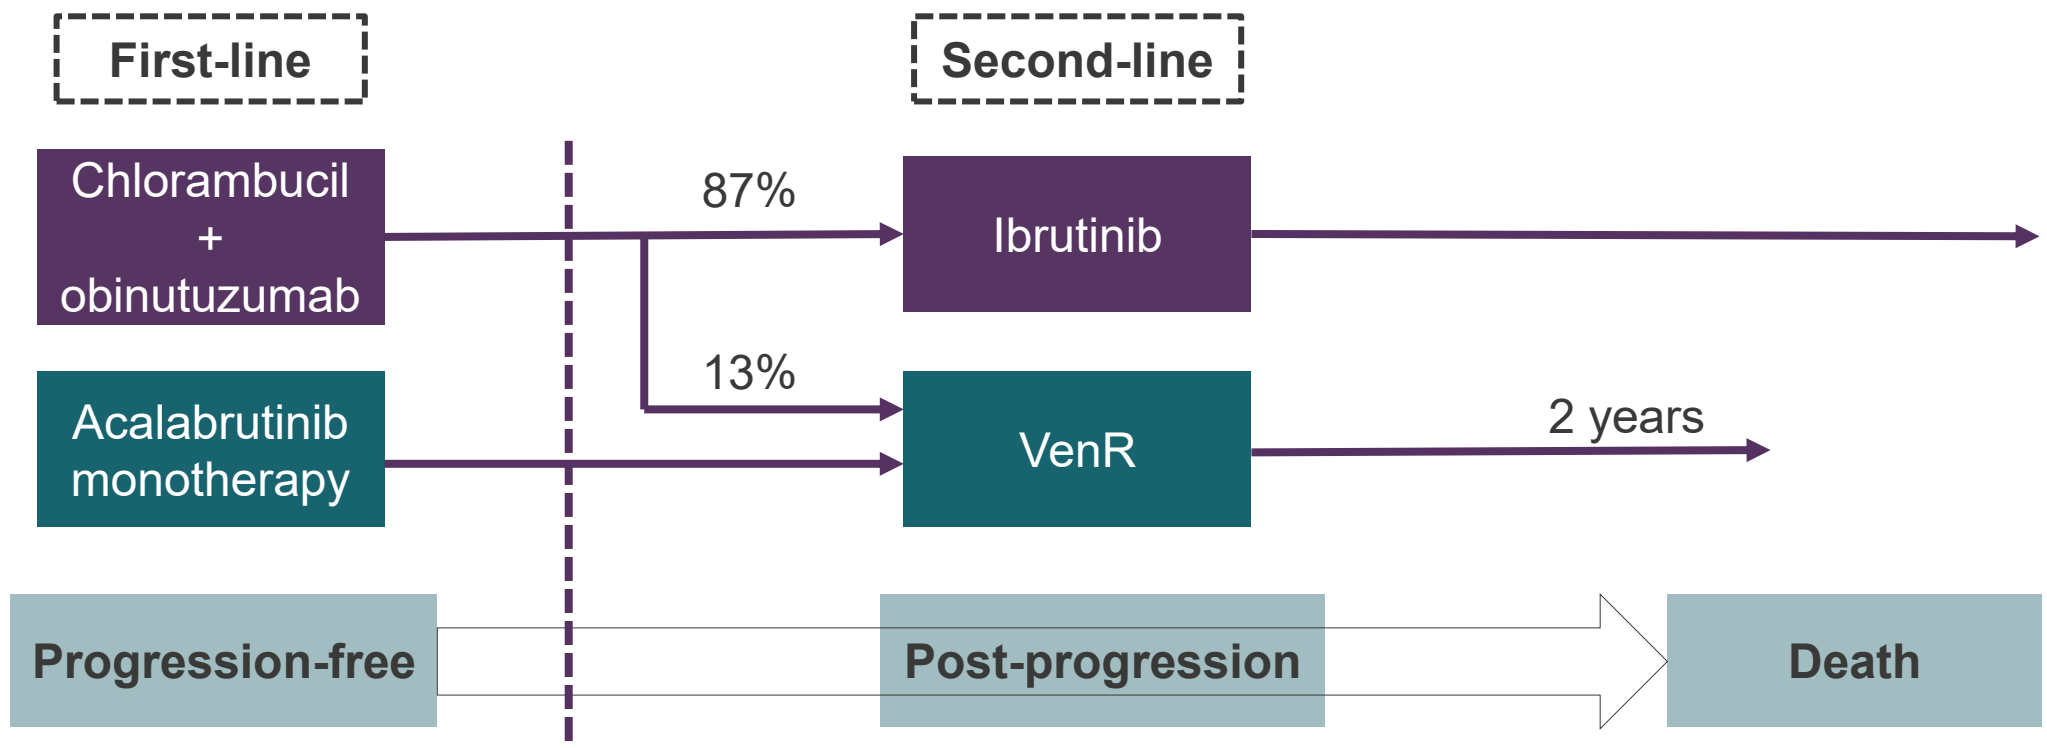 First-line
Second-line
Chlorambucil
+
obinutuzumab
87%
Ibrutinib
13%
Acalabrutinib
monotherapy
VenR
2 years
Progression-free
Post-progression
Death